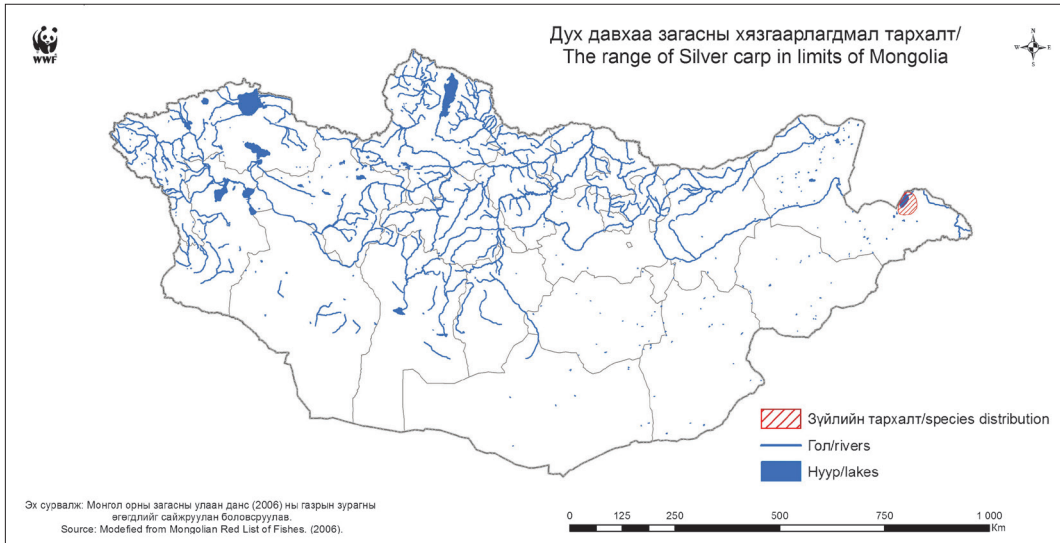 WWF
Дух давхаа загасны хязгаарлагдмал тархалт/
The range of Silver carp in limits of Mongolia
N
W E
S
Зүйлийн тархалт/species distribution
Гол/rivers
Нуур/lakes
Эх сурвалж: Монгол орны загасны улаан данс (2006) ны газрын зурагны
өгөгдлийг сайжруулан боловсруулав.
Source: Modefied from Mongolian Red List of Fishes. (2006).
0 125 250 500 750 1 000
Km